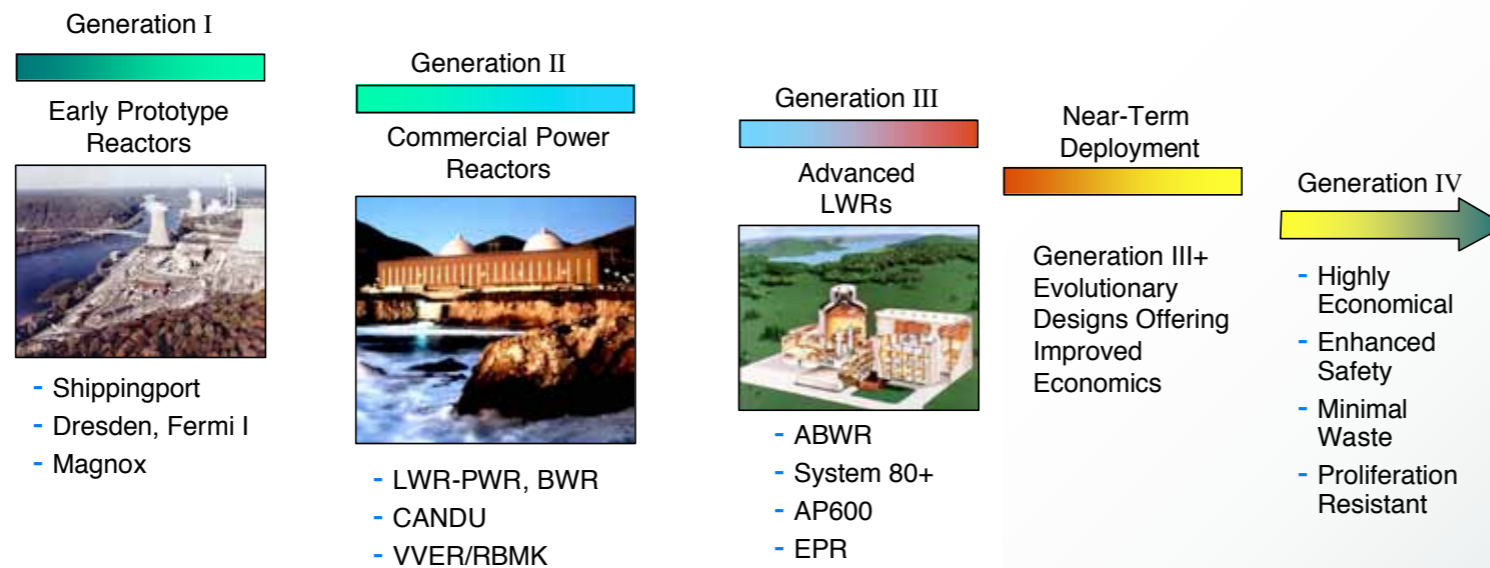 Generation I
Early Prototype
Reactors
- Shippingport
- Dresden, Fermi I
- Magnox
Generation II
Commercial Power
Reactors
- LWR-PWR, BWR
- CANDU
- VVER/RBMK
Generation III
Advanced
LWRs
- ABWR
- System 80+
- AP600
- EPR
Near-Term
Deployment
Generation III+
Evolutionary
Designs Offering
Improved
Economics
Generation IV
- Highly
Economical
- Enhanced
Safety
- Minimal
Waste
- Proliferation
Resistant